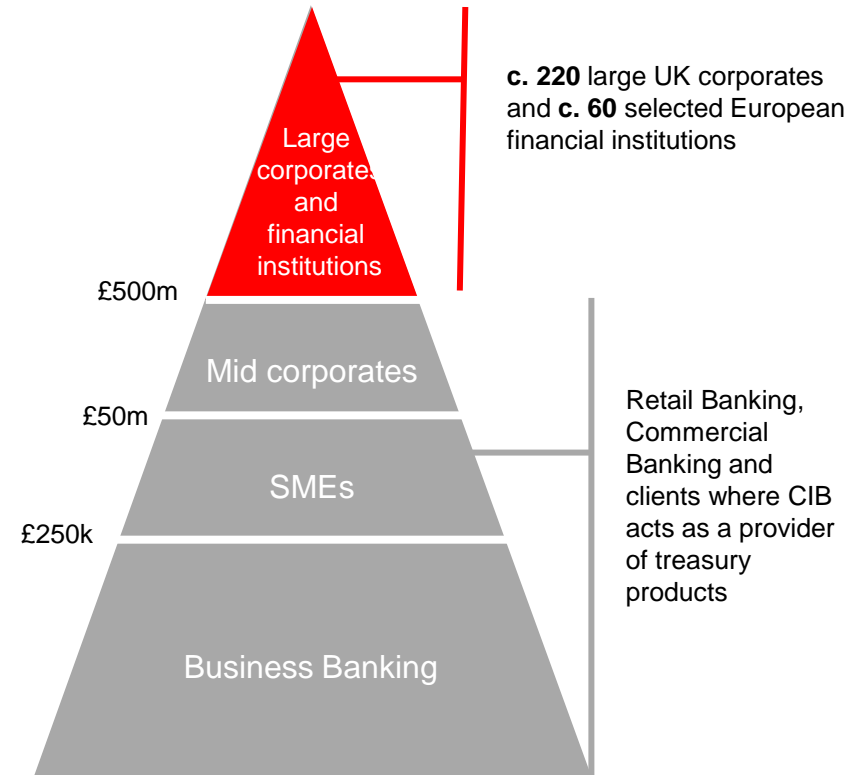 c. 220 large UK corporates
and c. 60 selected European
financial institutions
Large
corporates
and
financial
institutions
£500m
Mid corporates
£50m
SMEs
£250k
Business Banking
Retail Banking,
Commercial
Banking and
clients where CIB
acts as a provider
of treasury
products